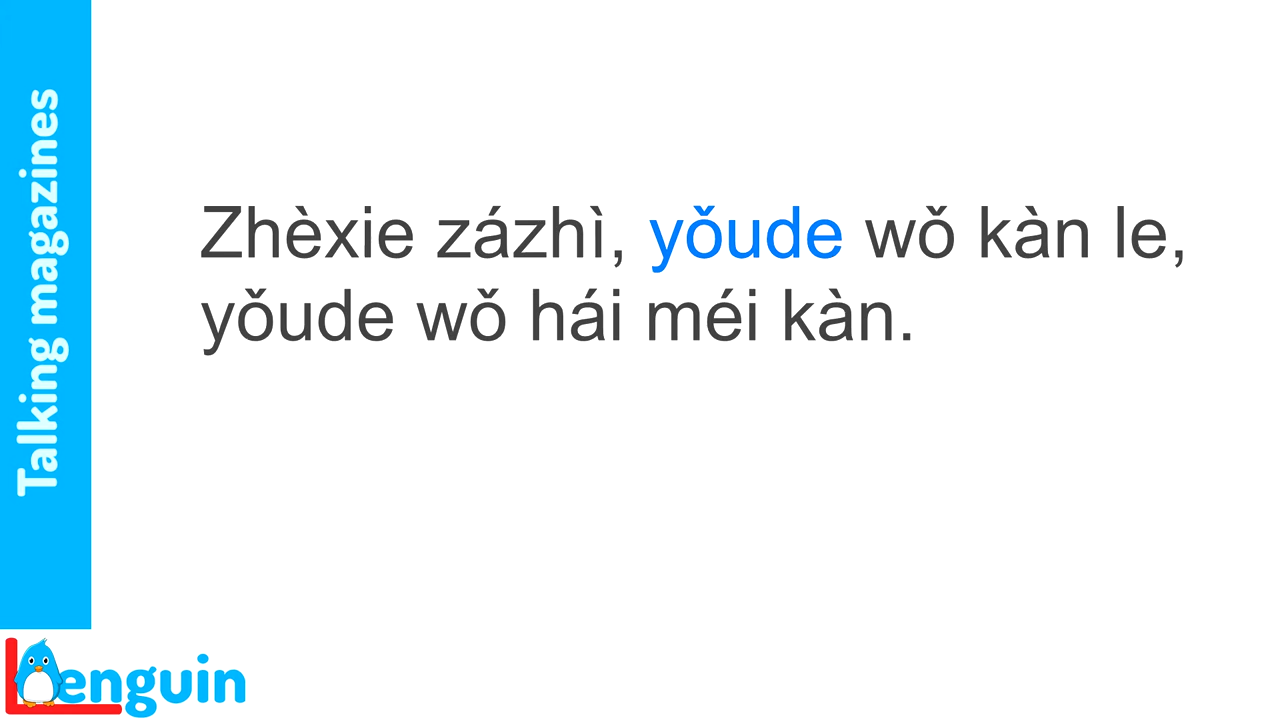 Talking magazines
Zhèxie zázhì, yǒude wǒ kàn le,
yǒude wǒ hái méi kàn.
Lenguin